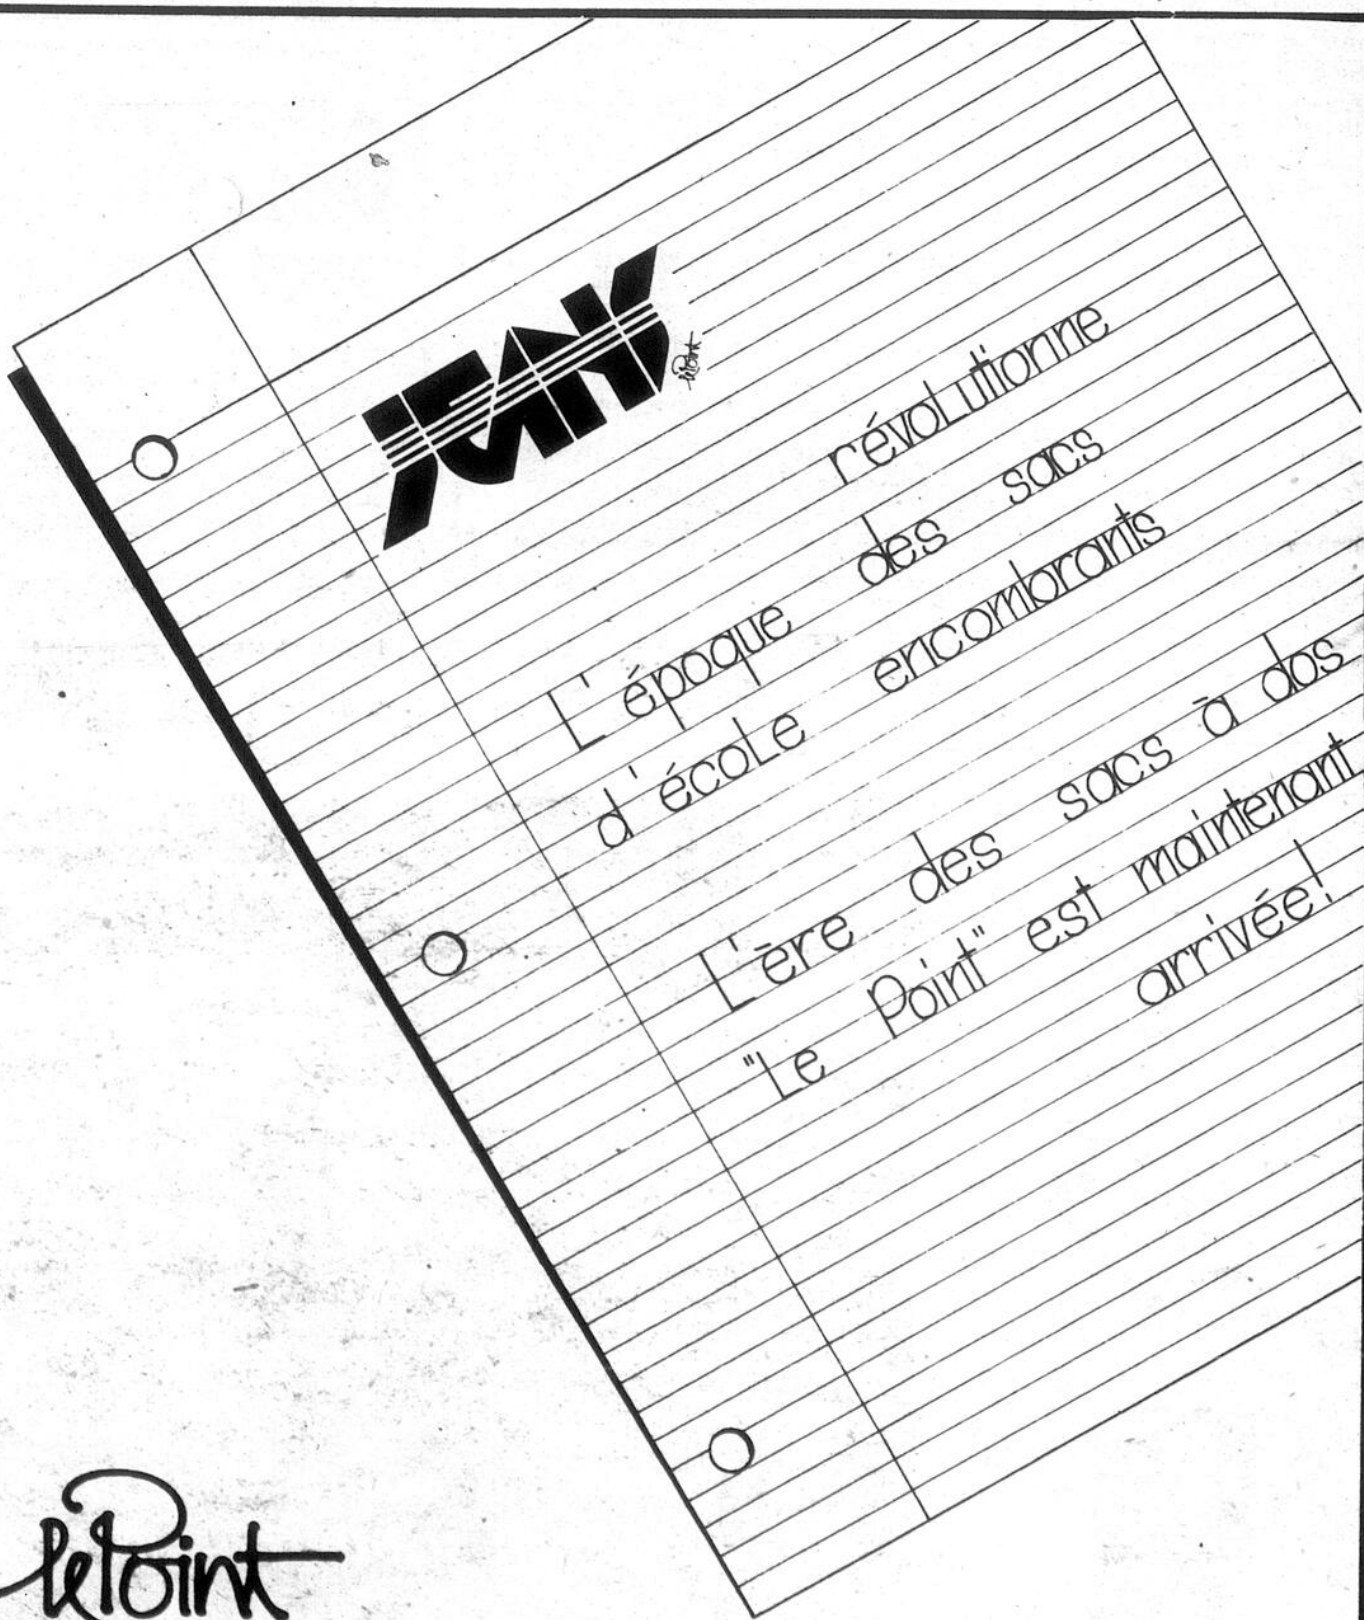 JEANS
le Point
révolutionne
L'époque des sacs
d'école encombrants
L'ère des sacs à dos
"Le Point" est maintenant
arrivée!
le Point